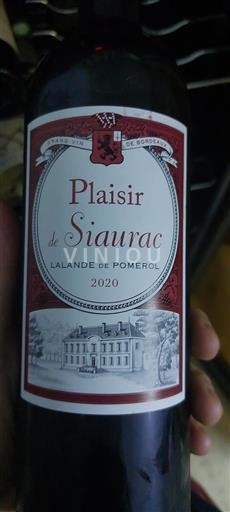 GRAND VIN DE BORDEAUX
Plaisir
de Siaurac
VINIOU
LALANDE DE POMEROL
2020